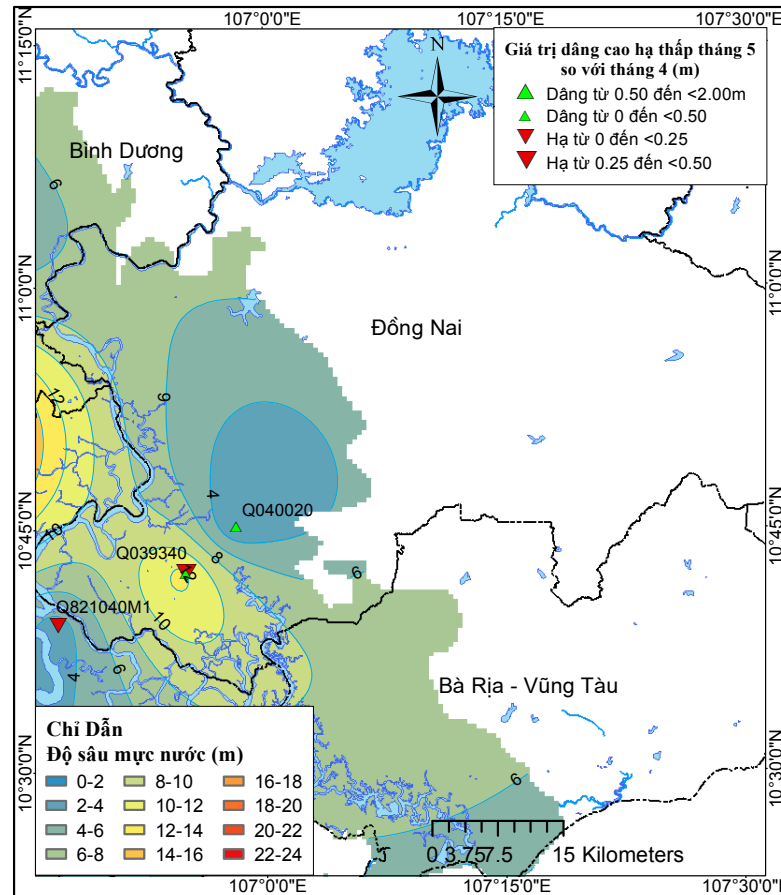 107°0'0"E
107°15'0"E
107°30'0"E
11°15'0"N
11°15'0"N
N
Giá trị dâng cao hạ thấp tháng 5
so với tháng 4 (m)
Dâng từ 0.50 đến <2.00m
Dâng từ 0 đến <0.50
Hạ từ 0 đến <0.25
Hạ từ 0.25 đến <0.50
Bình Dương
6
11°0'0"N
11°0'0"N
Đồng Nai
12
6
4
Q040020
10°45'0"N
10°45'0"N
10
Q039340
8
6
Q821040M1
10
6
4
Bà Rịa - Vũng Tàu
Chỉ Dẫn
Độ sâu mực nước (m)
0-2
8-10
16-18
2-4
10-12
18-20
4-6
12-14
20-22
6-8
14-16
22-24
10°30'0"N
10°30'0"N
6
0 3.75 7.5 15 Kilometers
107°0'0"E
107°15'0"E
107°30'0"E